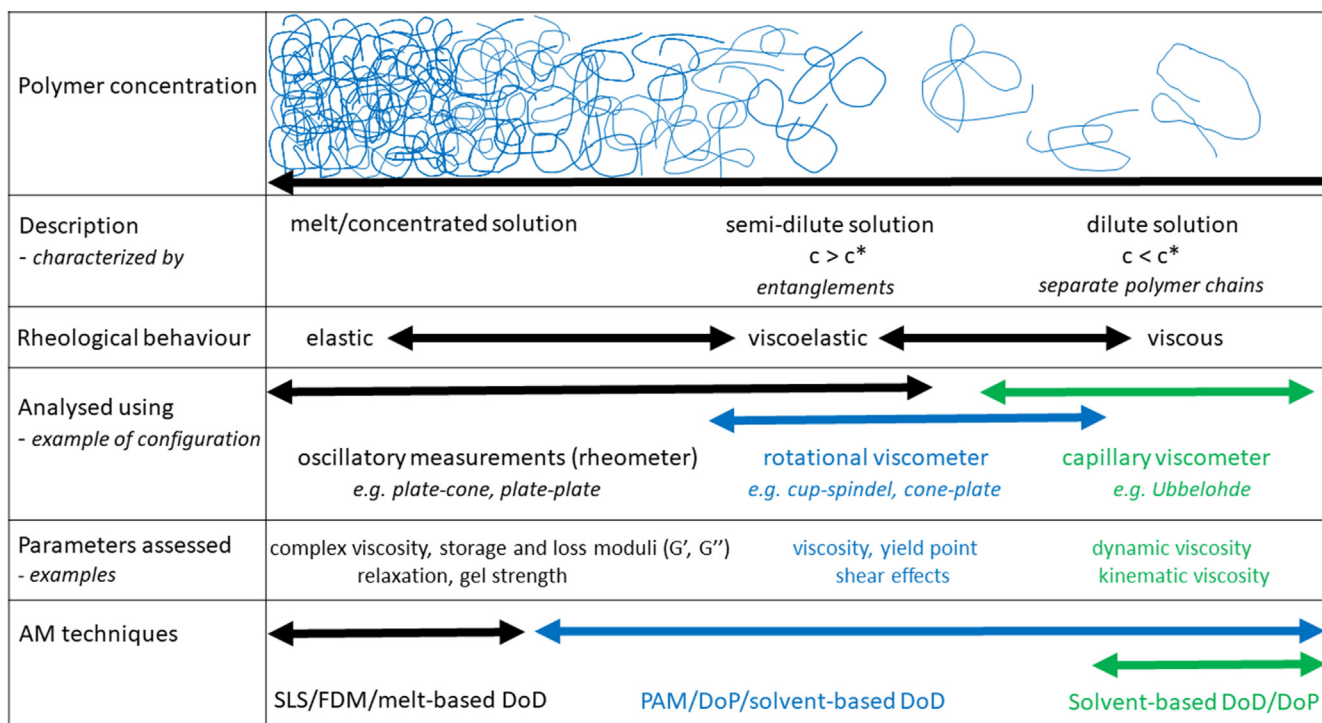 Polymer concentration
Description
- characterized by
melt/concentrated solution
semi-dilute solution
c > c*
entanglements
dilute solution
c < c*
separate polymer chains
Rheological behaviour
elastic
viscoelastic
viscous
Analysed using
- example of configuration
oscillatory measurements (rheometer)
e.g. plate-cone, plate-plate
rotational viscometer
e.g. cup-spindel, cone-plate
capillary viscometer
e.g. Ubbelohde
Parameters assessed
- examples
complex viscosity, storage and loss moduli (G’, G’’)
relaxation, gel strength
viscosity, yield point
shear effects
dynamic viscosity
kinematic viscosity
AM techniques
SLS/FDM/melt-based DoD
PAM/DoP/solvent-based DoD
Solvent-based DoD/DoP